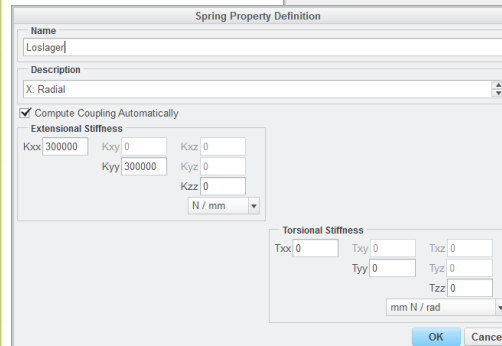 Spring Property Definition
Name
Loslager
Description
X: Radial
Compute Coupling Automatically
Extensional Stiffness
Kxx 300000 Kxy 0 Kxz 0
Kyy 300000 Kyz 0
Kzz 0
N / mm
Torsional Stiffness
Txx 0 Txy 0 Txz 0
Tyy 0 Tyz 0
Tzz 0
mm N / rad
OK Cance